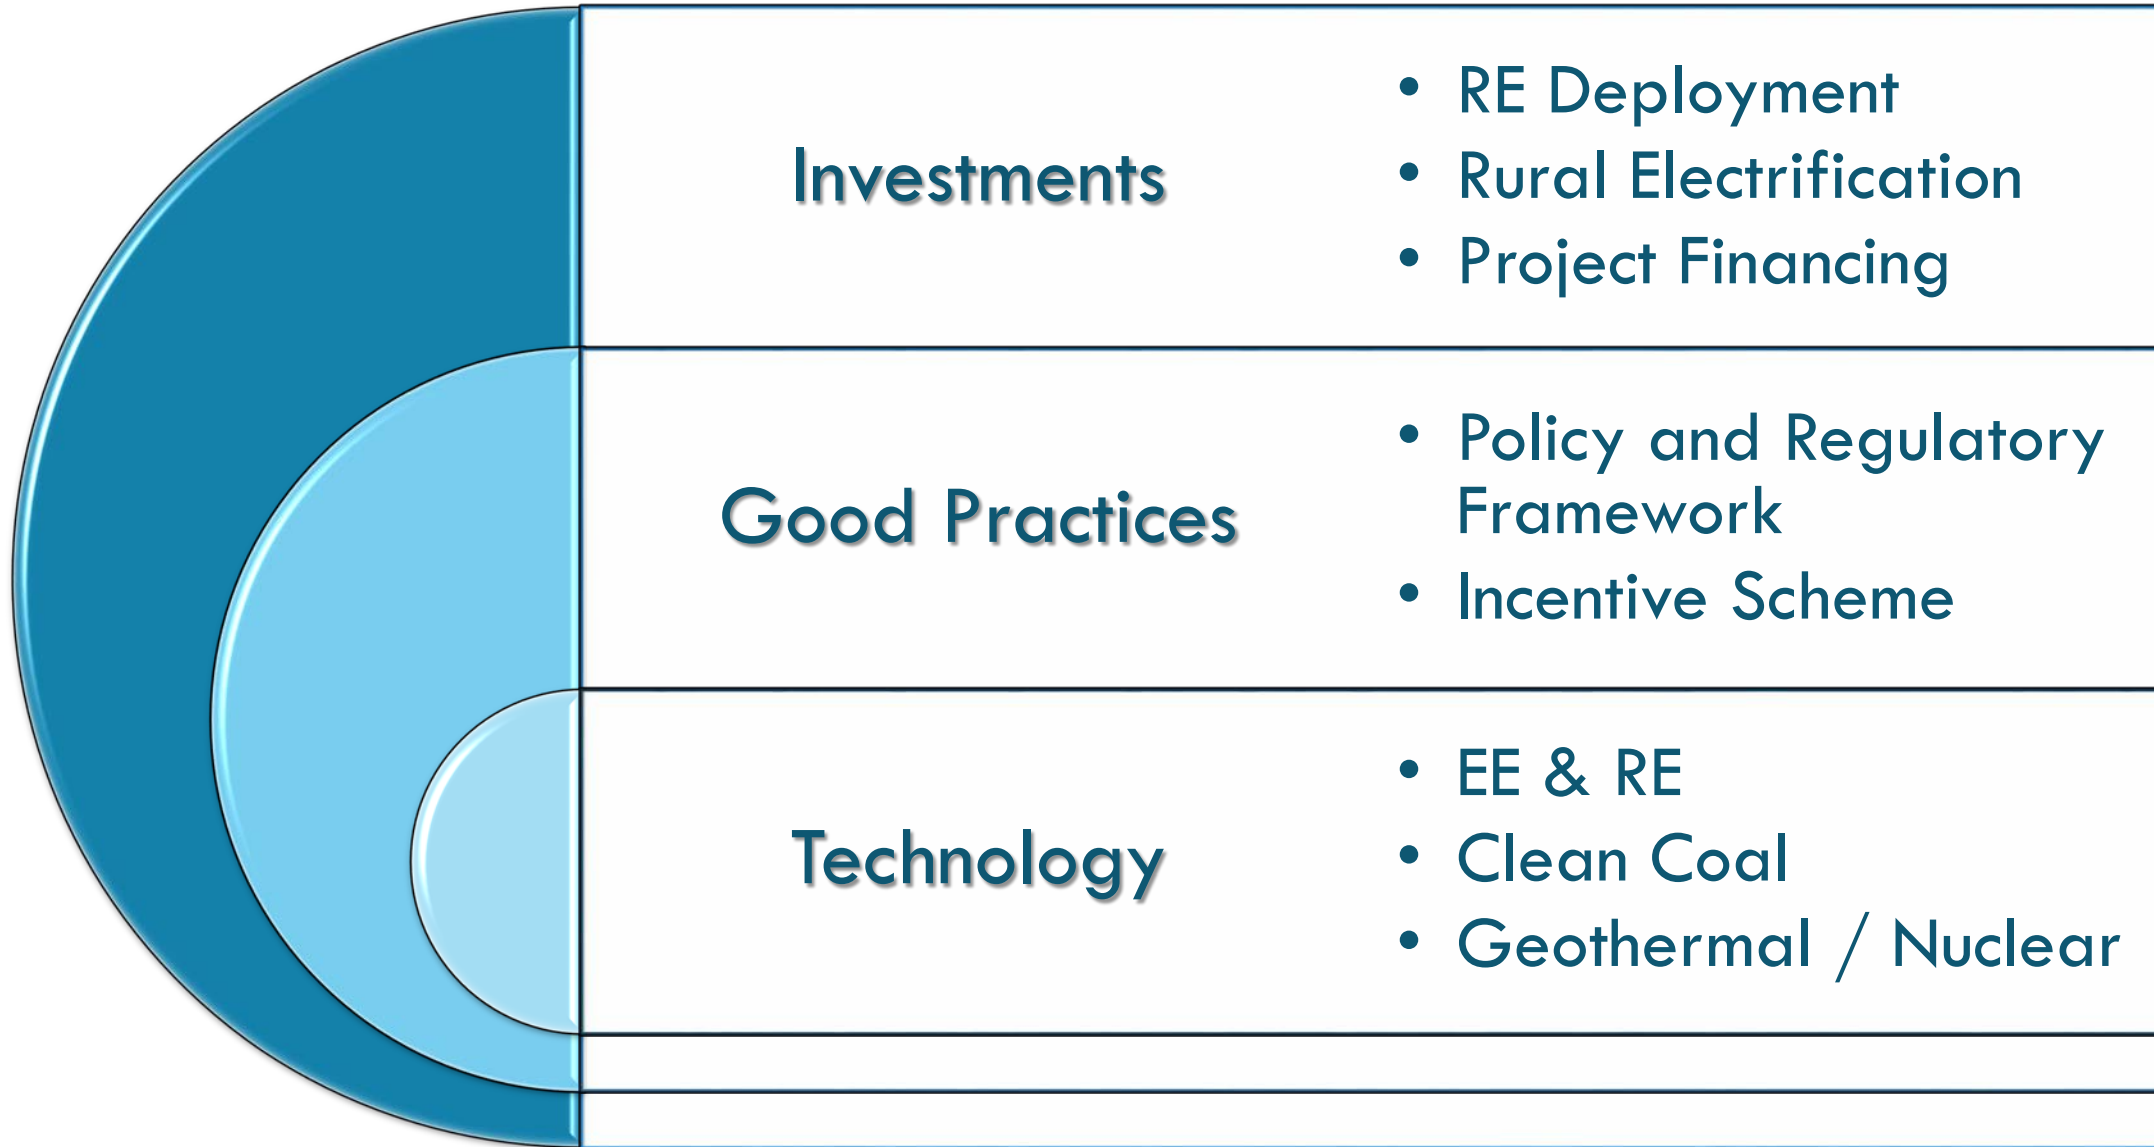 Investments
• RE Deployment
• Rural Electrification
• Project Financing
Good Practices
• Policy and Regulatory
Framework
• Incentive Scheme
Technology
• EE & RE
• Clean Coal
• Geothermal / Nuclear